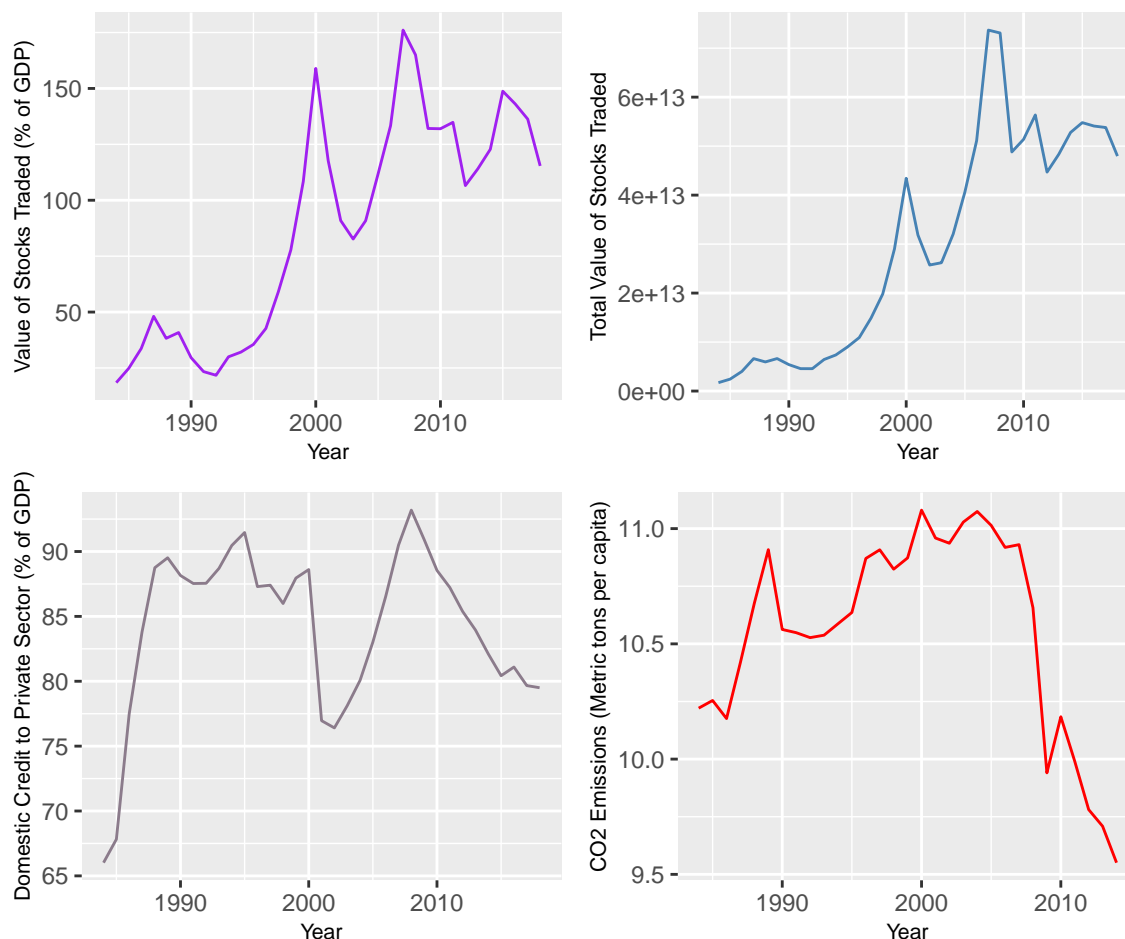 Value of Stocks Traded (% of GDP)
150
100
50
1990 2000 2010
Year
Total Value of Stocks Traded
6e+13
4e+13
2e+13
0e+00
1990 2000 2010
Year
Domestic Credit to Private Sector (% of GDP)
90
85
80
75
70
65
1990 2000 2010
Year
CO2 Emissions (Metric tons per capita)
11.0
10.5
10.0
9.5
1990 2000 2010
Year